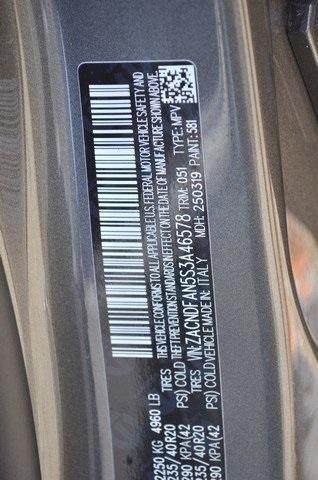 THIS VEHICLE CONFORMS TO ALL APPLICABLE U.S. FEDERAL MOTOR VEHICLE SAFETY AND
THEFT PREVENTION STANDARDS IN EFFECT ON THE DATE OF MANUFACTURE SHOWN ABOVE.
VIN: ZACNDFAN5S3A46578 TRIM: 051 TYPE: MPV
VEHICLE MADE IN: ITALY MDH: 250319 PAINT: 581
2250 KG 4960 LB
235 40R20 TIRES
290 KPA(42 PSI) COLD
235 40R20 TIRES
290 KPA(42 PSI) COLD